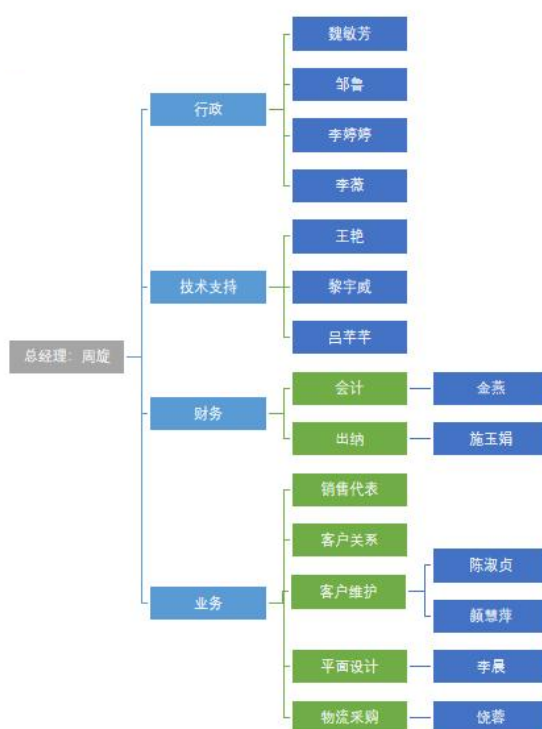 总经理：周旋
行政
魏敏芳
邹鲁
李婷婷
李薇
技术支持
王艳
黎宇威
吕芊芊
财务
会计
金燕
出纳
施玉娟
业务
销售代表
客户关系
客户维护
陈淑贞
颜慧萍
平面设计
李晨
物流采购
饶蓉